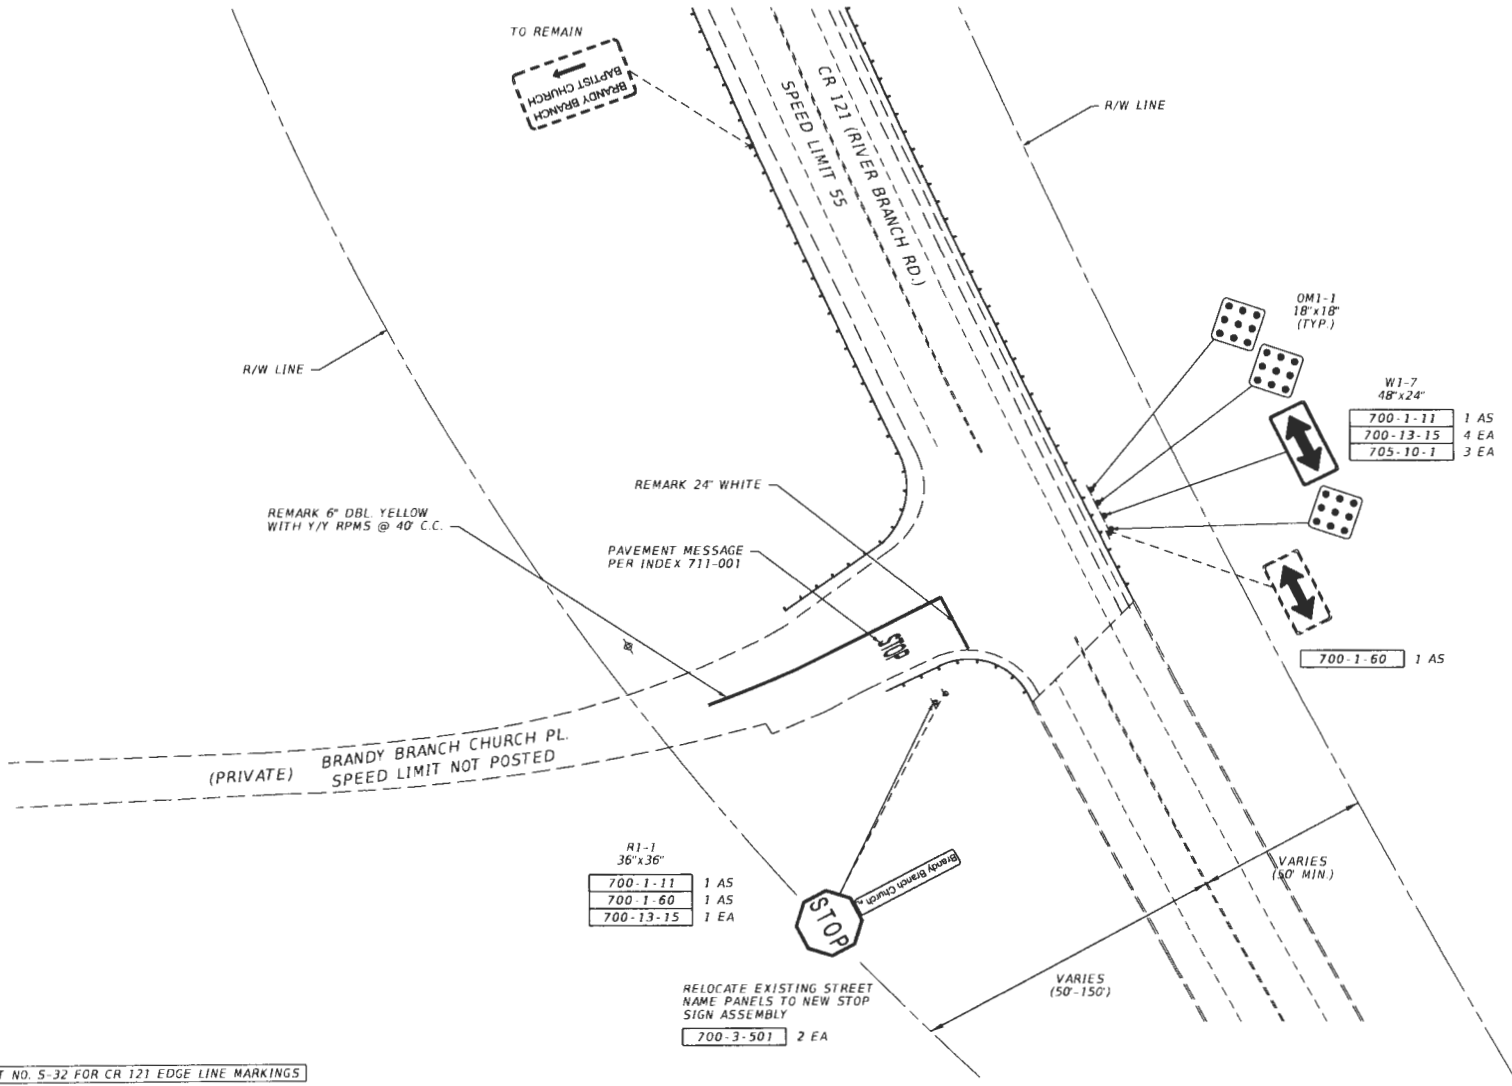 TO REMAIN
BRANDY BRANCH
BAPTIST CHURCH
CR 121 (RIVER BRANCH RD.)
SPEED LIMIT 55
R/W LINE
OM1-1
18"x18"
(TYP.)
W1-7
48"x24"
700-1-11 1 AS
700-13-15 4 EA
705-10-1 3 EA
R/W LINE
REMARK 24" WHITE
REMARK 6" DBL. YELLOW
WITH Y/Y RPMS @ 40' C.C.
PAVEMENT MESSAGE
PER INDEX 711-001
STOP
700-1-60 1 AS
(PRIVATE)
BRANDY BRANCH CHURCH PL.
SPEED LIMIT NOT POSTED
R1-1
36"x36"
700-1-11 1 AS
700-1-60 1 AS
700-13-15 1 EA
STOP
Brandy Branch Church
VARIES
(50' MIN.)
VARIES
(50'-150')
RELOCATE EXISTING STREET
NAME PANELS TO NEW STOP
SIGN ASSEMBLY
700-3-501 2 EA
T NO. S-32 FOR CR 121 EDGE LINE MARKINGS